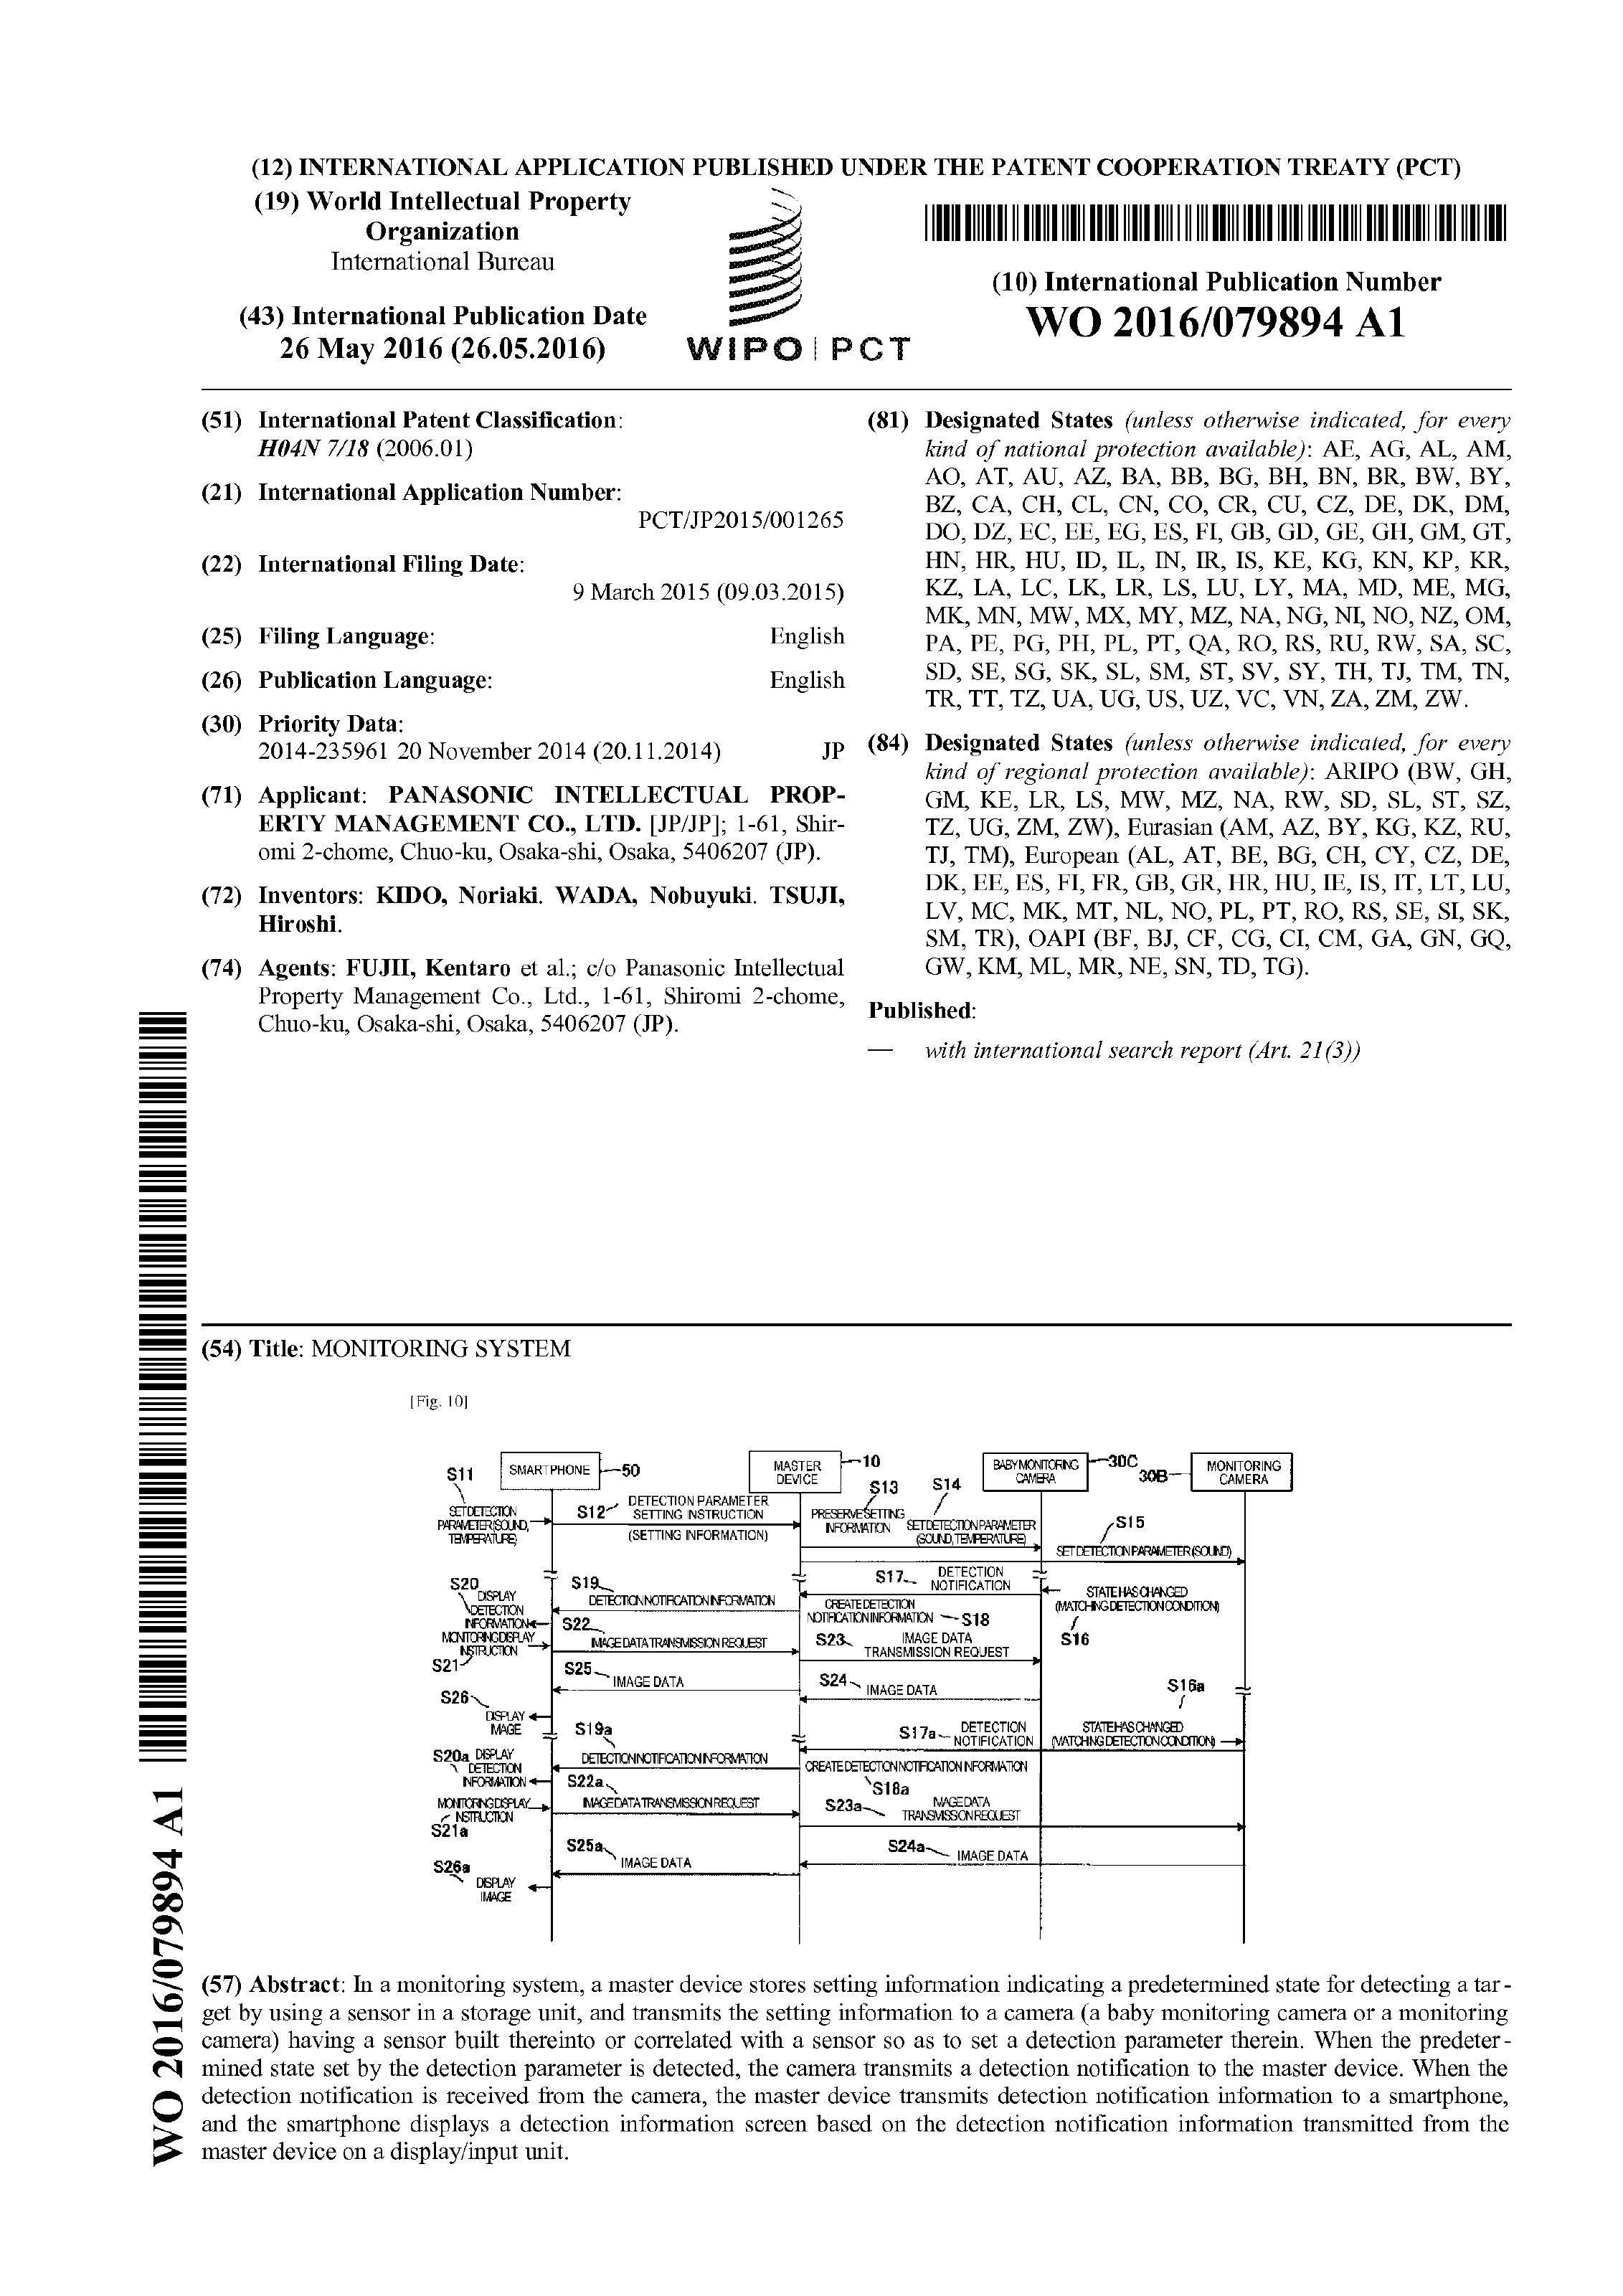 (12) INTERNATIONAL APPLICATION PUBLISHED UNDER THE PATENT COOPERATION TREATY (PCT)
(19) World Intellectual Property
Organization
International Bureau
(43) International Publication Date
26 May 2016 (26.05.2016)
WIPO | PCT
(10) International Publication Number
WO 2016/079894 A1
(51) International Patent Classification:
H04N 7/18 (2006.01)
(21) International Application Number:
PCT/JP2015/001265
(22) International Filing Date:
9 March 2015 (09.03.2015)
(25) Filing Language: English
(26) Publication Language: English
(30) Priority Data:
2014-235961 20 November 2014 (20.11.2014) JP
(71) Applicant: PANASONIC INTELLECTUAL PROP-
ERTY MANAGEMENT CO., LTD. [JP/JP]; 1-61, Shir-
omi 2-chome, Chuo-ku, Osaka-shi, Osaka, 5406207 (JP).
(72) Inventors: KIDO, Noriaki. WADA, Nobuyuki. TSUJI,
Hiroshi.
(74) Agents: FUJII, Kentaro et al.; c/o Panasonic Intellectual
Property Management Co., Ltd., 1-61, Shiromi 2-chome,
Chuo-ku, Osaka-shi, Osaka, 5406207 (JP).
(81) Designated States (unless otherwise indicated, for every
kind of national protection available): AE, AG, AL, AM,
AO, AT, AU, AZ, BA, BB, BG, BH, BN, BR, BW, BY,
BZ, CA, CH, CL, CN, CO, CR, CU, CZ, DE, DK, DM,
DO, DZ, EC, EE, EG, ES, FI, GB, GD, GE, GH, GM, GT,
HN, HR, HU, ID, IL, IN, IR, IS, KE, KG, KN, KP, KR,
KZ, LA, LC, LK, LR, LS, LU, LY, MA, MD, ME, MG,
MK, MN, MW, MX, MY, MZ, NA, NG, NI, NO, NZ, OM,
PA, PE, PG, PH, PL, PT, QA, RO, RS, RU, RW, SA, SC,
SD, SE, SG, SK, SL, SM, ST, SV, SY, TH, TJ, TM, TN,
TR, TT, TZ, UA, UG, US, UZ, VC, VN, ZA, ZM, ZW.
(84) Designated States (unless otherwise indicated, for every
kind of regional protection available): ARIPO (BW, GH,
GM, KE, LR, LS, MW, MZ, NA, RW, SD, SL, ST, SZ,
TZ, UG, ZM, ZW), Eurasian (AM, AZ, BY, KG, KZ, RU,
TJ, TM), European (AL, AT, BE, BG, CH, CY, CZ, DE,
DK, EE, ES, FI, FR, GB, GR, HR, HU, IE, IS, IT, LT, LU,
LV, MC, MK, MT, NL, NO, PL, PT, RO, RS, SE, SI, SK,
SM, TR), OAPI (BF, BJ, CF, CG, CI, CM, GA, GN, GQ,
GW, KM, ML, MR, NE, SN, TD, TG).
Published:
— with international search report (Art. 21(3))
(54) Title: MONITORING SYSTEM
[Fig. 10]
SMARTPHONE 50
MASTER
DEVICE
10
BABY MONITORING
CAMERA
30C
30B
MONITORING
CAMERA
S11
SET DETECTION
PARAMETER (SOUND,
TEMPERATURE)
S12
DETECTION PARAMETER
SETTING INSTRUCTION
(SETTING INFORMATION)
S13
PRESERVE SETTING
INFORMATION
S14
SET DETECTION PARAMETER
(SOUND, TEMPERATURE)
S15
SET DETECTION PARAMETER (SOUND)
STATE HAS CHANGED
(MATCHING DETECTION CONDITION)
S16
S17
DETECTION
NOTIFICATION
CREATE DETECTION
NOTIFICATION INFORMATION S18
S19
DETECTION NOTIFICATION INFORMATION
S20
DISPLAY
DETECTION
INFORMATION
MONITORING DISPLAY
INSTRUCTION
S21
S22
IMAGE DATA TRANSMISSION REQUEST
S23
IMAGE DATA
TRANSMISSION REQUEST
S24
IMAGE DATA
S25
IMAGE DATA
S26
DISPLAY
IMAGE
S16a
STATE HAS CHANGED
(MATCHING DETECTION CONDITION)
S17a
DETECTION
NOTIFICATION
CREATE DETECTION NOTIFICATION INFORMATION
S18a
S19a
DETECTION NOTIFICATION INFORMATION
S20a
DISPLAY
DETECTION
INFORMATION
MONITORING DISPLAY
INSTRUCTION
S21a
S22a
IMAGE DATA TRANSMISSION REQUEST
S23a
IMAGE DATA
TRANSMISSION REQUEST
S24a
IMAGE DATA
S25a
IMAGE DATA
S26a
DISPLAY
IMAGE
(57) Abstract: In a monitoring system, a master device stores setting information indicating a predetermined state for detecting a tar-
get by using a sensor in a storage unit, and transmits the setting information to a camera (a baby monitoring camera or a monitoring
camera) having a sensor built thereinto or correlated with a sensor so as to set a detection parameter therein. When the predeter-
mined state set by the detection parameter is detected, the camera transmits a detection notification to the master device. When the
detection notification is received from the camera, the master device transmits detection notification information to a smartphone,
and the smartphone displays a detection information screen based on the detection notification information transmitted from the
master device on a display/input unit.
WO 2016/079894 A1